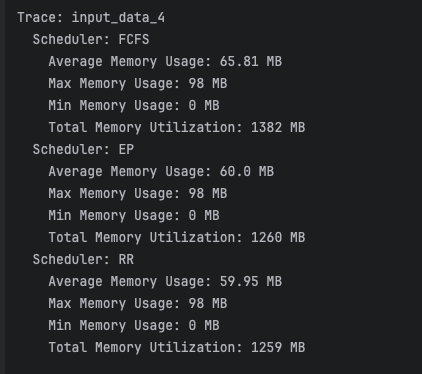 Trace: input_data_4
Scheduler: FCFS
Average Memory Usage: 65.81 MB
Max Memory Usage: 98 MB
Min Memory Usage: 0 MB
Total Memory Utilization: 1382 MB
Scheduler: EP
Average Memory Usage: 60.0 MB
Max Memory Usage: 98 MB
Min Memory Usage: 0 MB
Total Memory Utilization: 1260 MB
Scheduler: RR
Average Memory Usage: 59.95 MB
Max Memory Usage: 98 MB
Min Memory Usage: 0 MB
Total Memory Utilization: 1259 MB